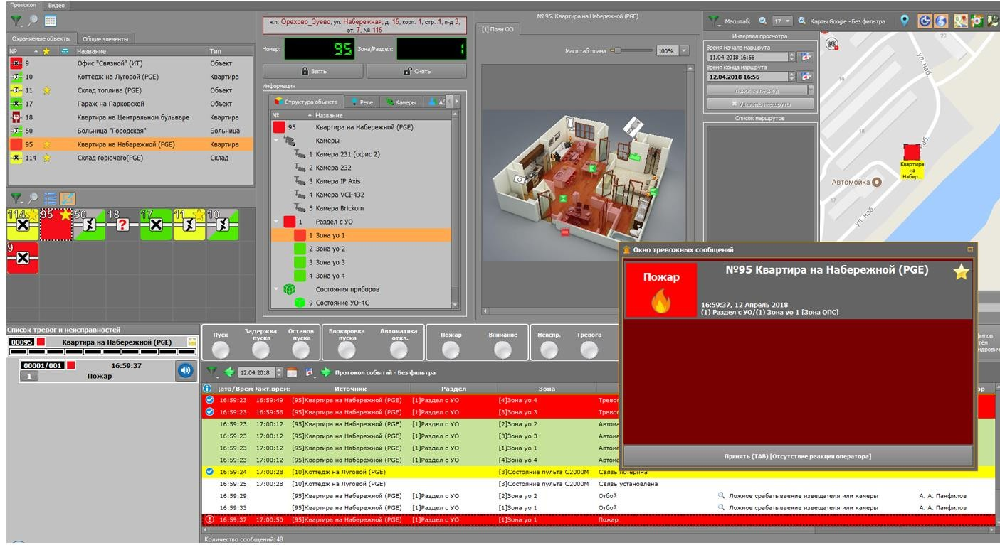 Протокол Видео
Охраняемые объекты Общие элементы
№ Название Тип
9 Офис "Связной" (ИТ) Объект
10 Коттедж на Луговой (PGE) Квартира
11 Склад топлива (PGE) Объект
17 Гараж на Парковской Объект
18 Квартира на Центральном бульваре Квартира
50 Больница "Городская" Больница
95 Квартира на Набережной (PGE) Квартира
114 Склад горючего(PGE) Склад
114 95 50 18 17 11 10
9
н.п. Орехово_Зуево, ул. Набережная, д. 15, корп. 1, стр. 1, п-д 3,
эт. 7, № 115
Номер: 95 Зона/Раздел: 1
Взять Снять
Информация
Структура объекта Реле Камеры
№ Название
95 Квартира на Набережной (PGE)
Камеры
1 Камера 231 (офис 2)
2 Камера 232
3 Камера IP Axis
4 Камера VCI-432
5 Камера Brickom
1 Раздел с УО
1 Зона уо 1
2 Зона уо 2
3 Зона уо 3
4 Зона уо 4
Состояния приборов
9 Состояние УО-4С
№ 95. Квартира на Набережной (PGE)
[1] План ОО
Масштаб плана 100%
Масштаб: 17 Карты Google - Без фильтра
Интервал просмотра
Время начала маршрута
11.04.2018 16:56
Время конца маршрута
12.04.2018 16:56
поиск за период
Удалить маршруты
Список маршрутов
99
20
ул. наб.
19
18
наб.
Квартира
на
Набер...
Автомойка
17
ул. наб.
Окно тревожных сообщений
Пожар
№95 Квартира на Набережной (PGE)
16:59:37, 12 Апрель 2018
(1) Раздел с УО/(1) Зона уо 1 [Зона ОПС]
Принять (TAB) [Отсутствие реакции оператора]
Список тревог и неисправностей
00095 Квартира на Набережной (PGE)
00001/001 16:59:37
1 Пожар
Пуск Задержка пуска Останов пуска Блокировка пуска Автоматика откл. Пожар Внимание Неиспр. Тревога
12.04.2018 Протокол событий - Без фильтра
Источник Раздел Зона
16:59:23 16:59:49 [95]Квартира на Набережной (PGE) [1]Раздел с УО [4]Зона уо 4
16:59:23 16:59:56 [95]Квартира на Набережной (PGE) [1]Раздел с УО [3]Зона уо 3
16:59:23 17:00:12 [95]Квартира на Набережной (PGE) [1]Раздел с УО [2]Зона уо 2
16:59:23 17:00:12 [95]Квартира на Набережной (PGE) [1]Раздел с УО [3]Зона уо 3
16:59:23 17:00:12 [95]Квартира на Набережной (PGE) [1]Раздел с УО [1]Зона уо 1
16:59:23 17:00:12 [95]Квартира на Набережной (PGE) [1]Раздел с УО [4]Зона уо 4
16:59:24 17:00:28 [10]Коттедж на Луговой (PGE) [3]Состояние пульта С2000М Связь потеряна
16:59:25 17:00:28 [10]Коттедж на Луговой (PGE) [3]Состояние пульта С2000М Связь установлена
16:59:29 [95]Квартира на Набережной (PGE) [1]Раздел с УО [2]Зона уо 2 Отбой Ложное срабатываение извещателя или камеры А. А. Панфилов
16:59:33 [95]Квартира на Набережной (PGE) [1]Раздел с УО [1]Зона уо 1 Отбой Ложное срабатываение извещателя или камеры А. А. Панфилов
16:59:37 17:00:50 [95]Квартира на Набережной (PGE) [1]Раздел с УО [1]Зона уо 1 Пожар
Количество сообщений: 48